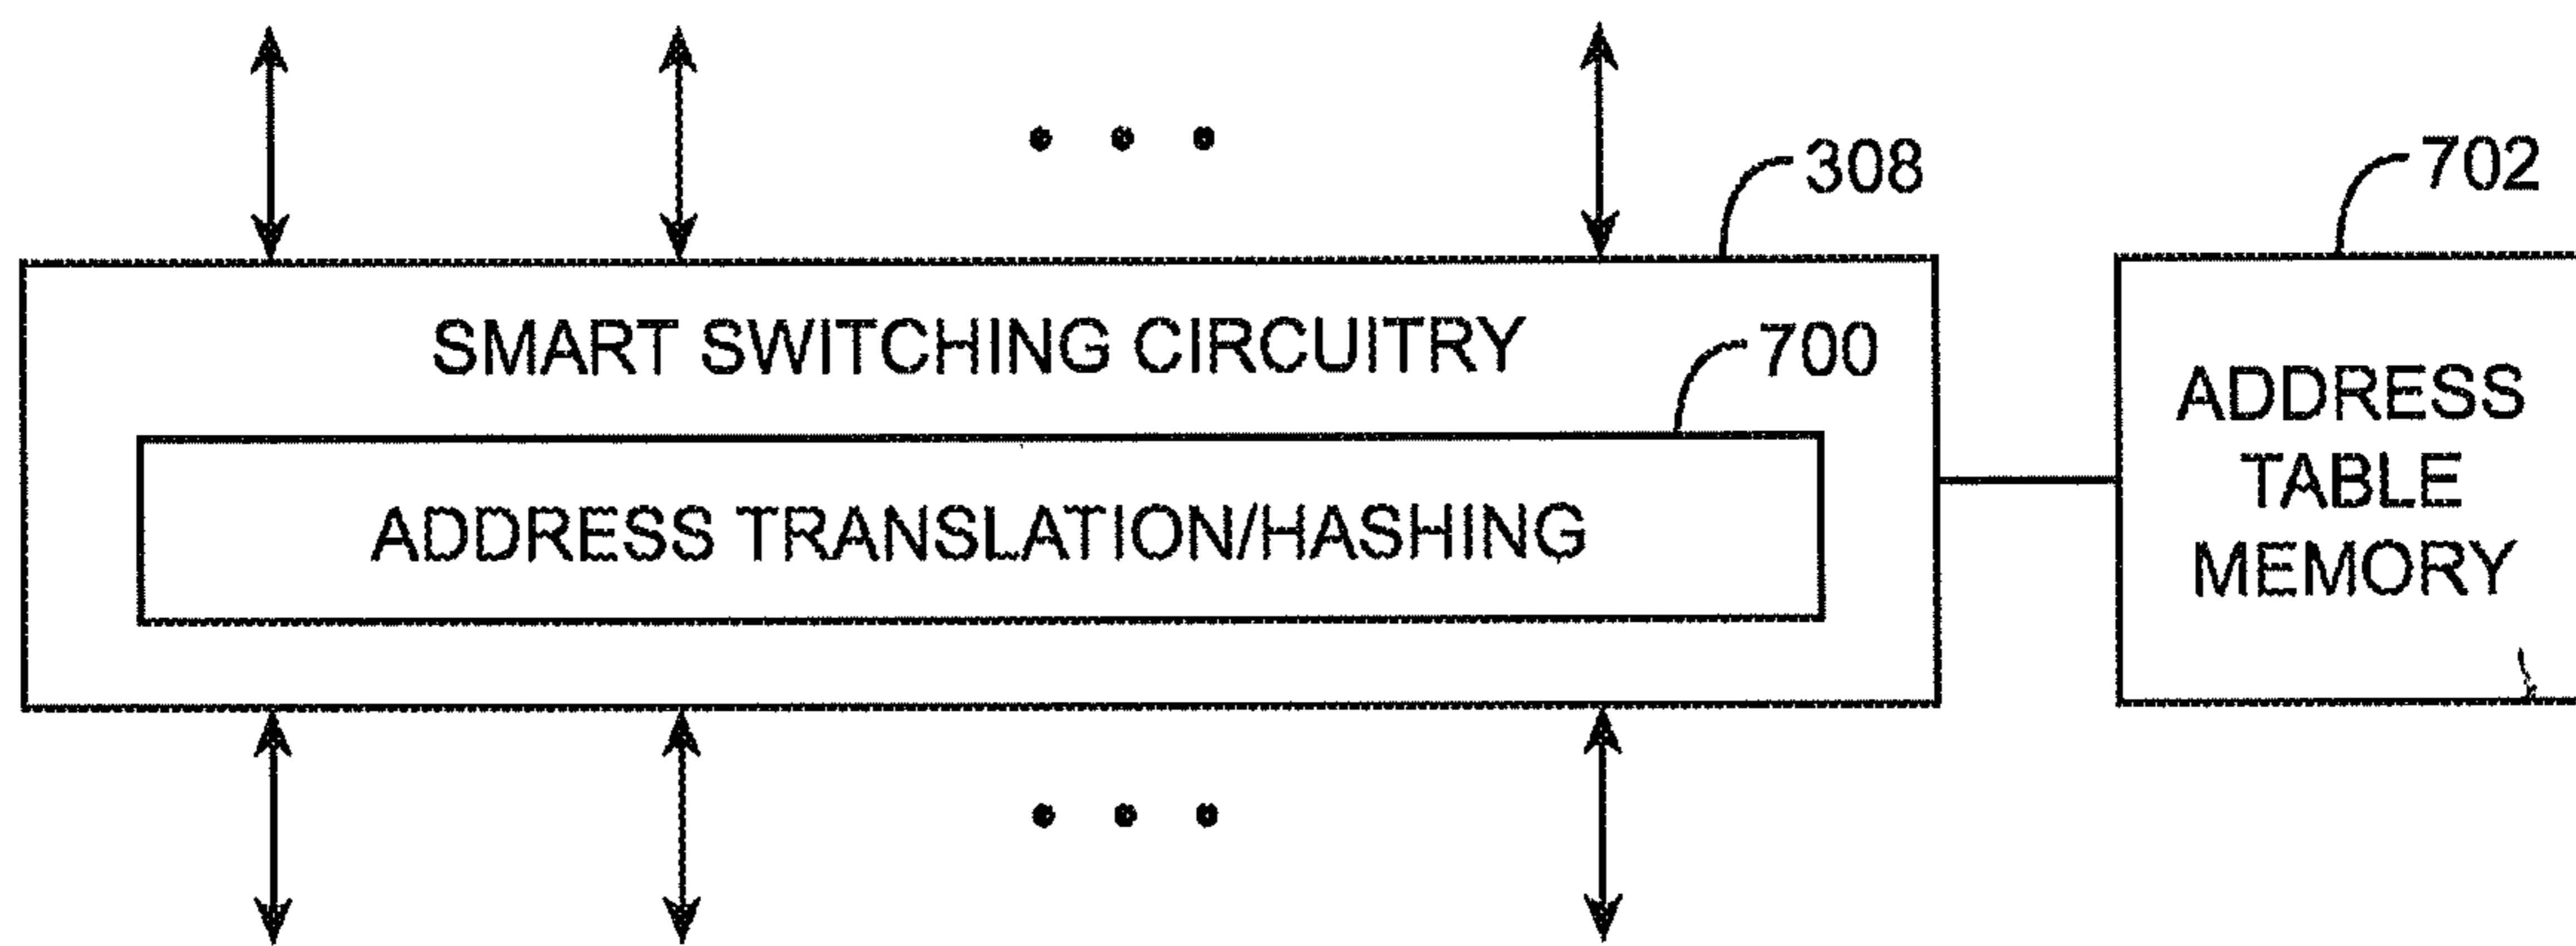 308
702
SMART SWITCHING CIRCUITRY
700
ADDRESS TRANSLATION/HASHING
ADDRESS
TABLE
MEMORY